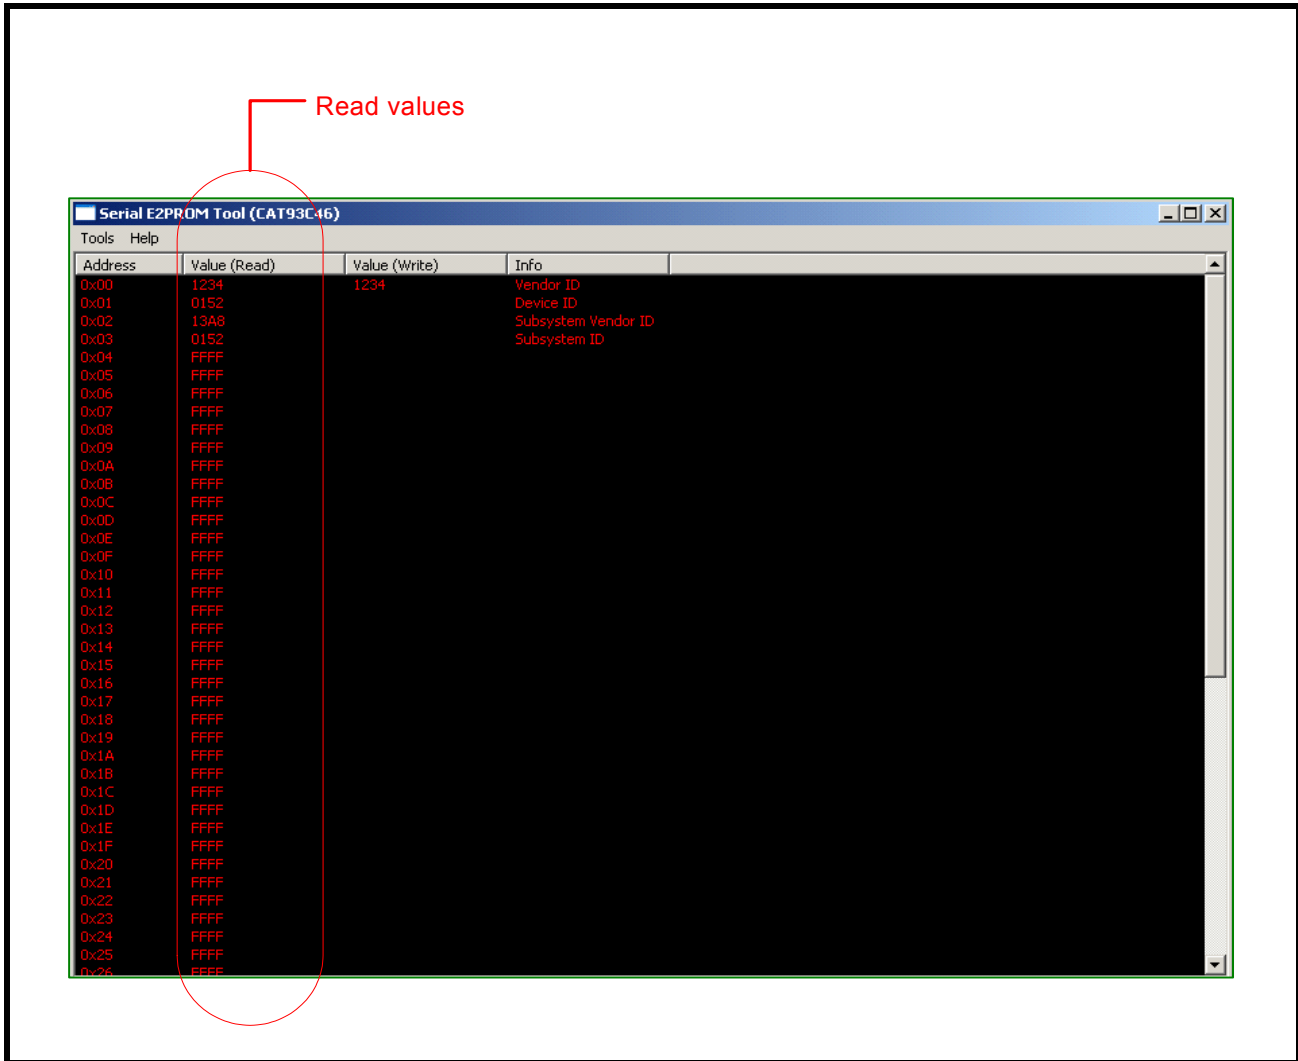 Read values
Serial E2PROM Tool (CAT93C46)
Tools Help
Address Value (Read) Value (Write) Info
0x00 1234 1234 Vendor ID
0x01 0152 Device ID
0x02 13A8 Subsystem Vendor ID
0x03 0152 Subsystem ID
0x04 FFFF
0x05 FFFF
0x06 FFFF
0x07 FFFF
0x08 FFFF
0x09 FFFF
0x0A FFFF
0x0B FFFF
0x0C FFFF
0x0D FFFF
0x0E FFFF
0x0F FFFF
0x10 FFFF
0x11 FFFF
0x12 FFFF
0x13 FFFF
0x14 FFFF
0x15 FFFF
0x16 FFFF
0x17 FFFF
0x18 FFFF
0x19 FFFF
0x1A FFFF
0x1B FFFF
0x1C FFFF
0x1D FFFF
0x1E FFFF
0x1F FFFF
0x20 FFFF
0x21 FFFF
0x22 FFFF
0x23 FFFF
0x24 FFFF
0x25 FFFF
0x26 FFFF